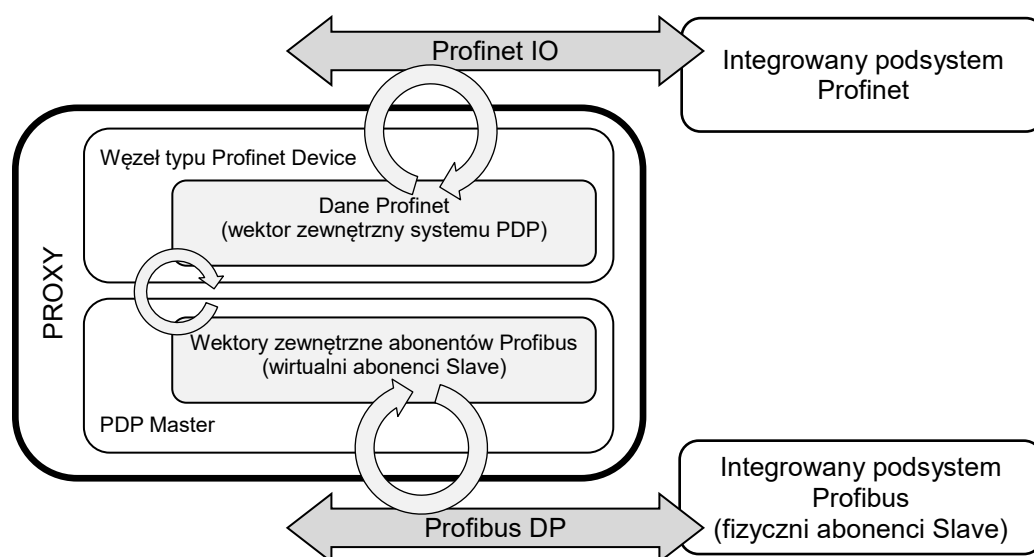 Profinet IO
Integrowany podsystem
Profinet
Węzeł typu Profinet Device
Dane Profinet
(wektor zewnętrzny systemu PDP)
PROXY
Wektory zewnętrzne abonentów Profibus
(wirtualni abonenci Slave)
PDP Master
Profibus DP
Integrowany podsystem
Profibus
(fizyczni abonenci Slave)